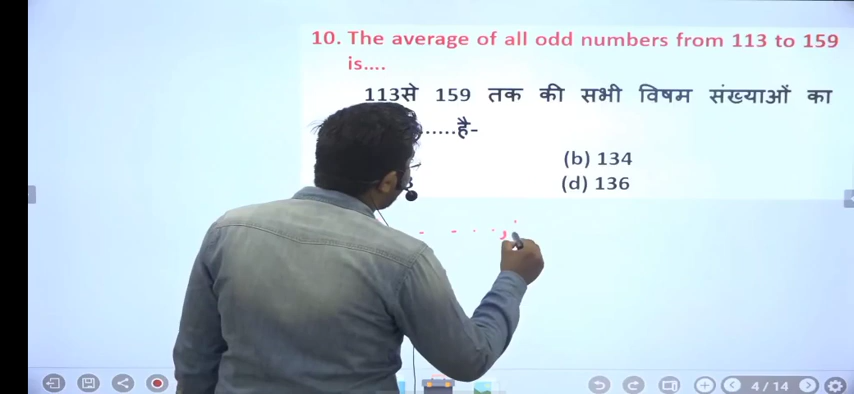 10. The average of all odd numbers from 113 to 159
is....
113से 159 तक की सभी विषम संख्याओं का
.....है-
(b) 134
(d) 136
4 / 14